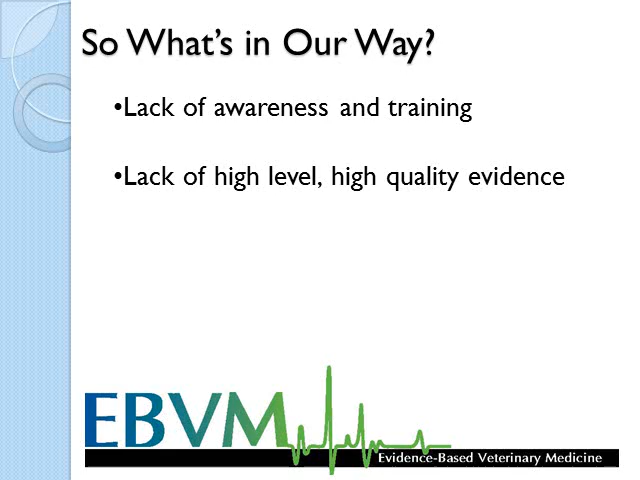 So What's in Our Way?
•Lack of awareness and training
•Lack of high level, high quality evidence
EBVM
Evidence-Based Veterinary Medicine